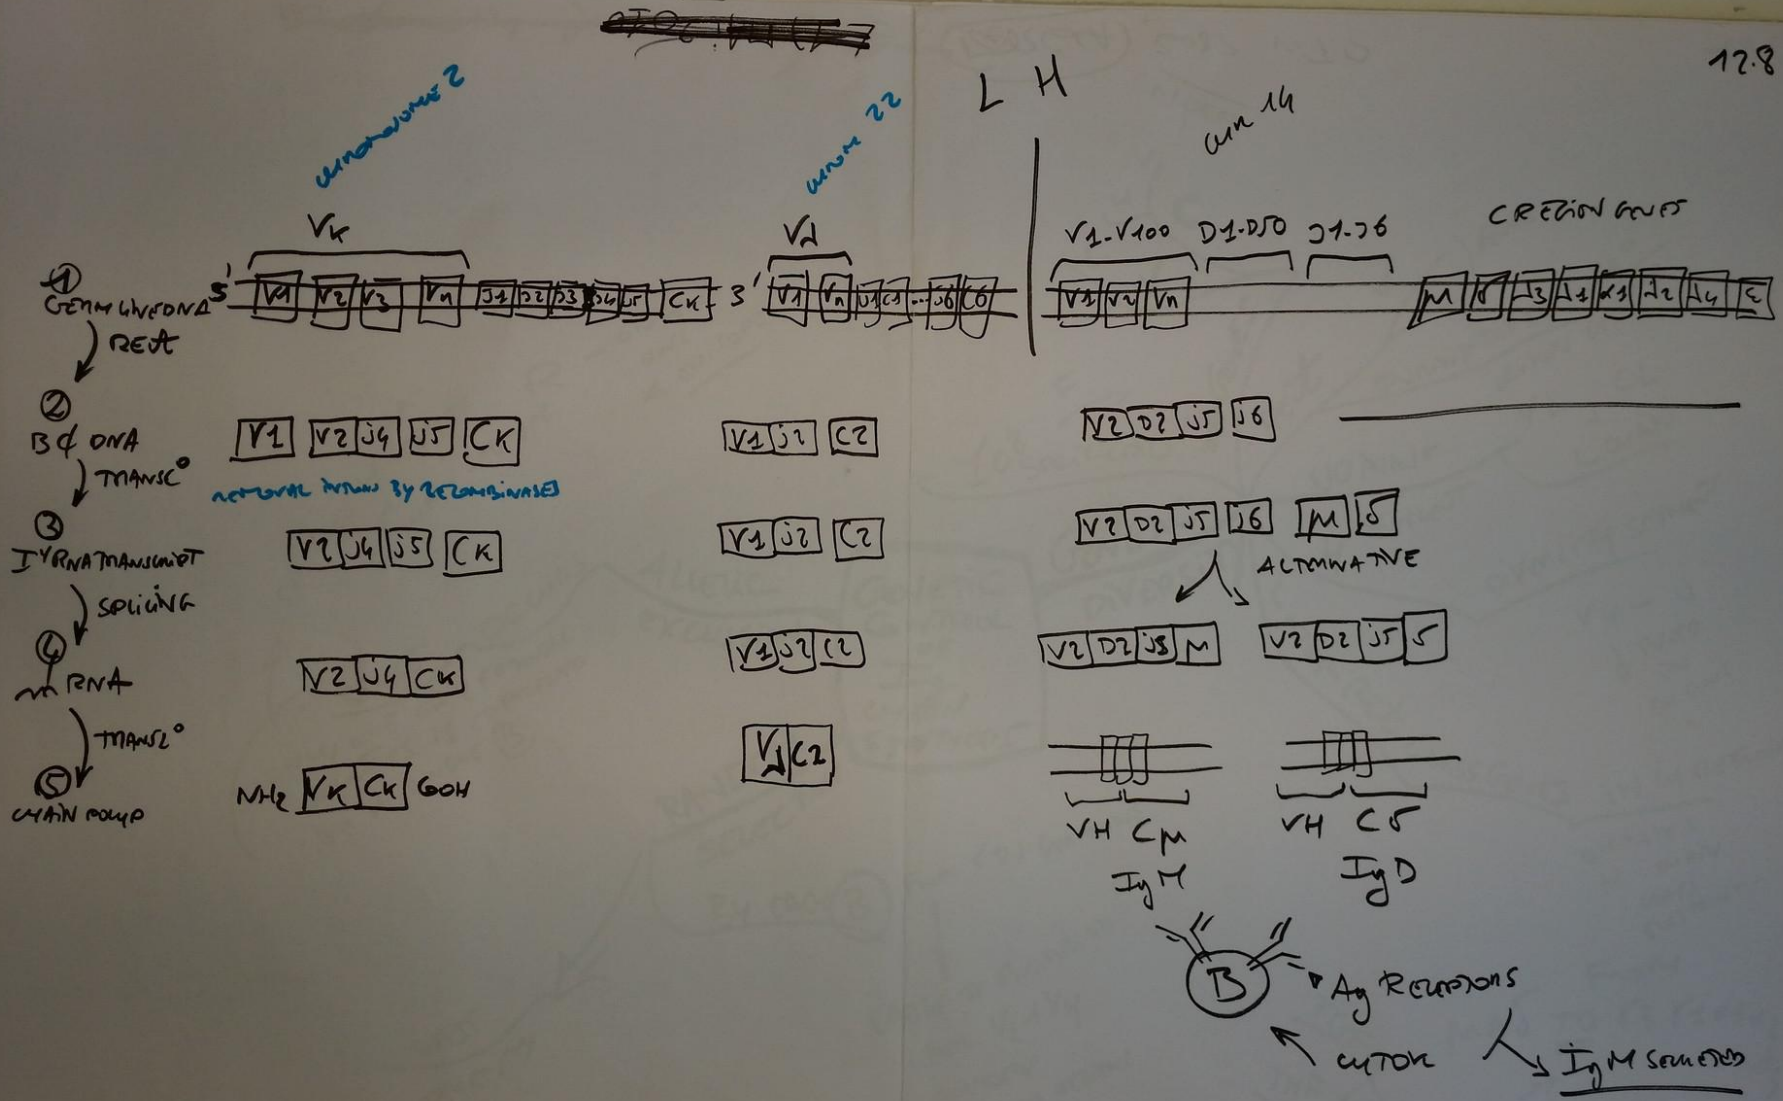 12.8
L H
CHROMOSOME 2
CHROM 22
CHR 14
Vκ
Vλ
V1-V100 D1-D50 J1-J6 C REGION GENES
①
GERMLINE DNA 5' V1 V2 V3 Vn J1 J2 J3 J4 J5 Cκ 3' V1 Vn J1 C1 ... J6 C6 V1 V2 Vn μ δ γ3 γ1 α1 γ2 γ4 ε
REA
②
B¢ DNA V1 V2 J4 J5 Cκ V1 J2 C2 V2 D2 J5 J6
TRANSC°
REMOVAL INTRONS BY RECOMBINASES
③
I^y RNA TRANSCRIPT V2 J4 J5 Cκ V1 J2 C2 V2 D2 J5 J6 μ δ
SPLICING
ALTERNATIVE
④
mRNA V2 J4 Cκ V1 J2 C2 V2 D2 J5 μ V2 D2 J5 δ
TRANSL°
⑤
CHAIN POLYP NH2 Vκ Cκ COOH Vλ C2
VH Cμ VH Cδ
IgM IgD
B
Ag RECEPTORS
CYTOK
IgM SECRETED